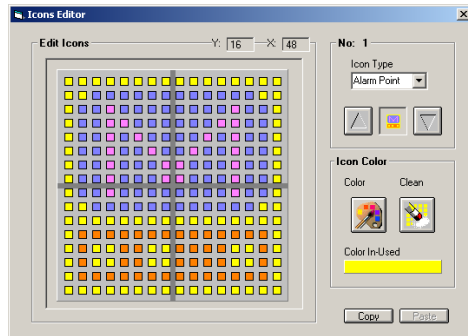 Icons Editor
Edit Icons
Y: 16 X: 48
No: 1
Icon Type
Alarm Point
Icon Color
Color Clean
Color In-Used
Copy Paste